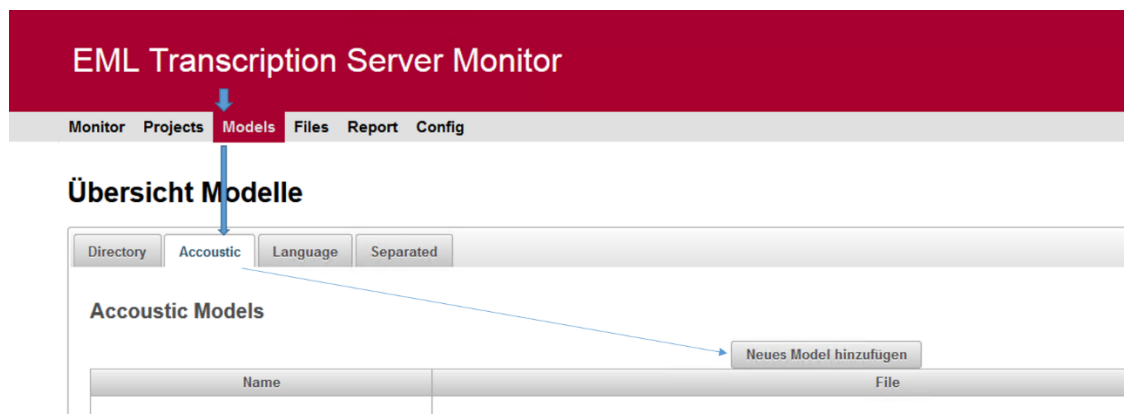 EML Transcription Server Monitor
Monitor Projects Models Files Report Config
Übersicht Modelle
Directory Accoustic Language Separated
Accoustic Models
Neues Model hinzufügen
Name File